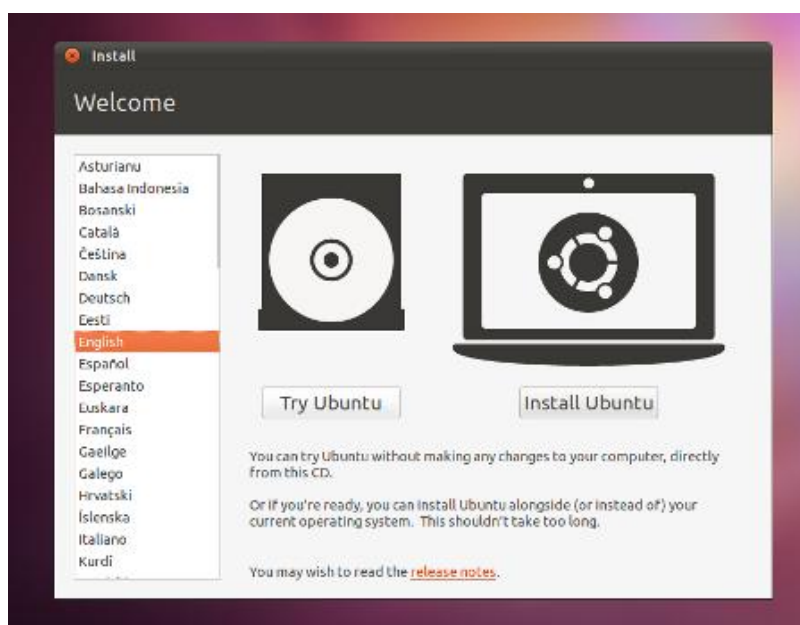 Install
Welcome
Asturianu
Bahasa Indonesia
Bosanski
Català
Čeština
Dansk
Deutsch
Eesti
English
Español
Esperanto
Euskara
Français
Gaeilge
Galego
Hrvatski
Íslenska
Italiano
Kurdî
Try Ubuntu
Install Ubuntu
You can try Ubuntu without making any changes to your computer, directly
from this CD.
Or if you're ready, you can install Ubuntu alongside (or instead of) your
current operating system. This shouldn't take too long.
You may wish to read the release notes.